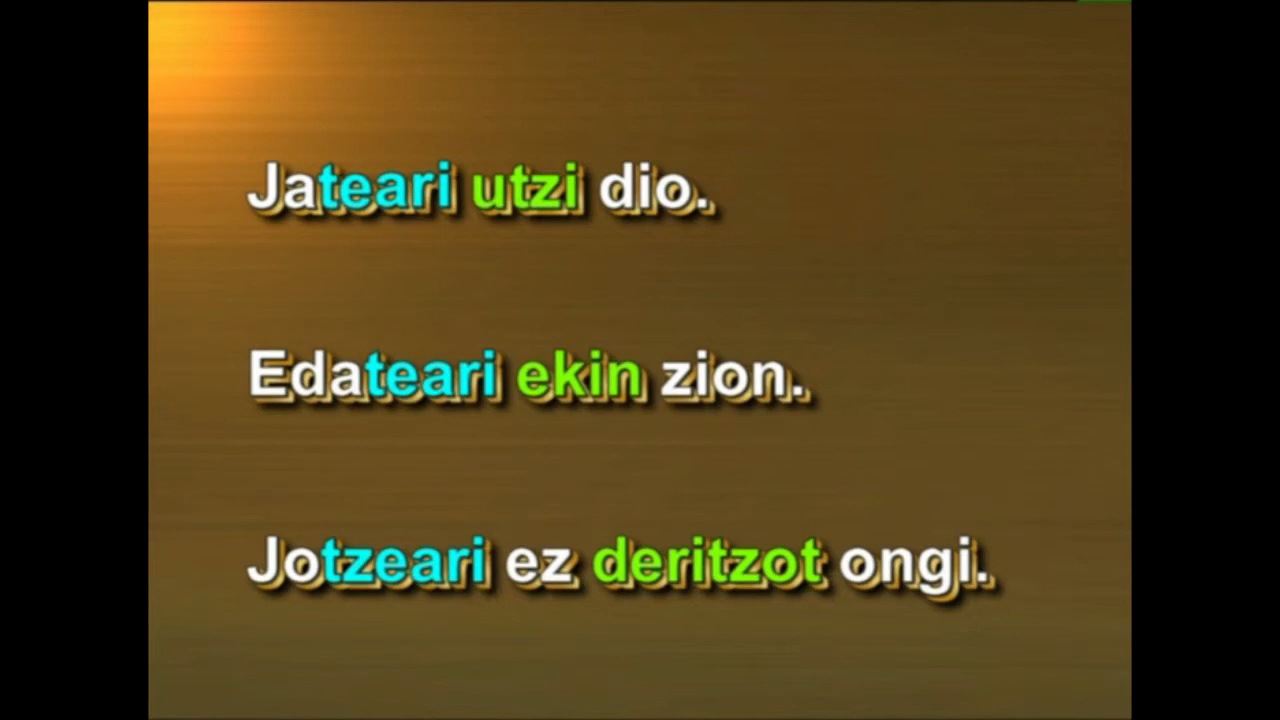 Jateari utzi dio.
Edateari ekin zion.
Jotzeari ez deritzot ongi.